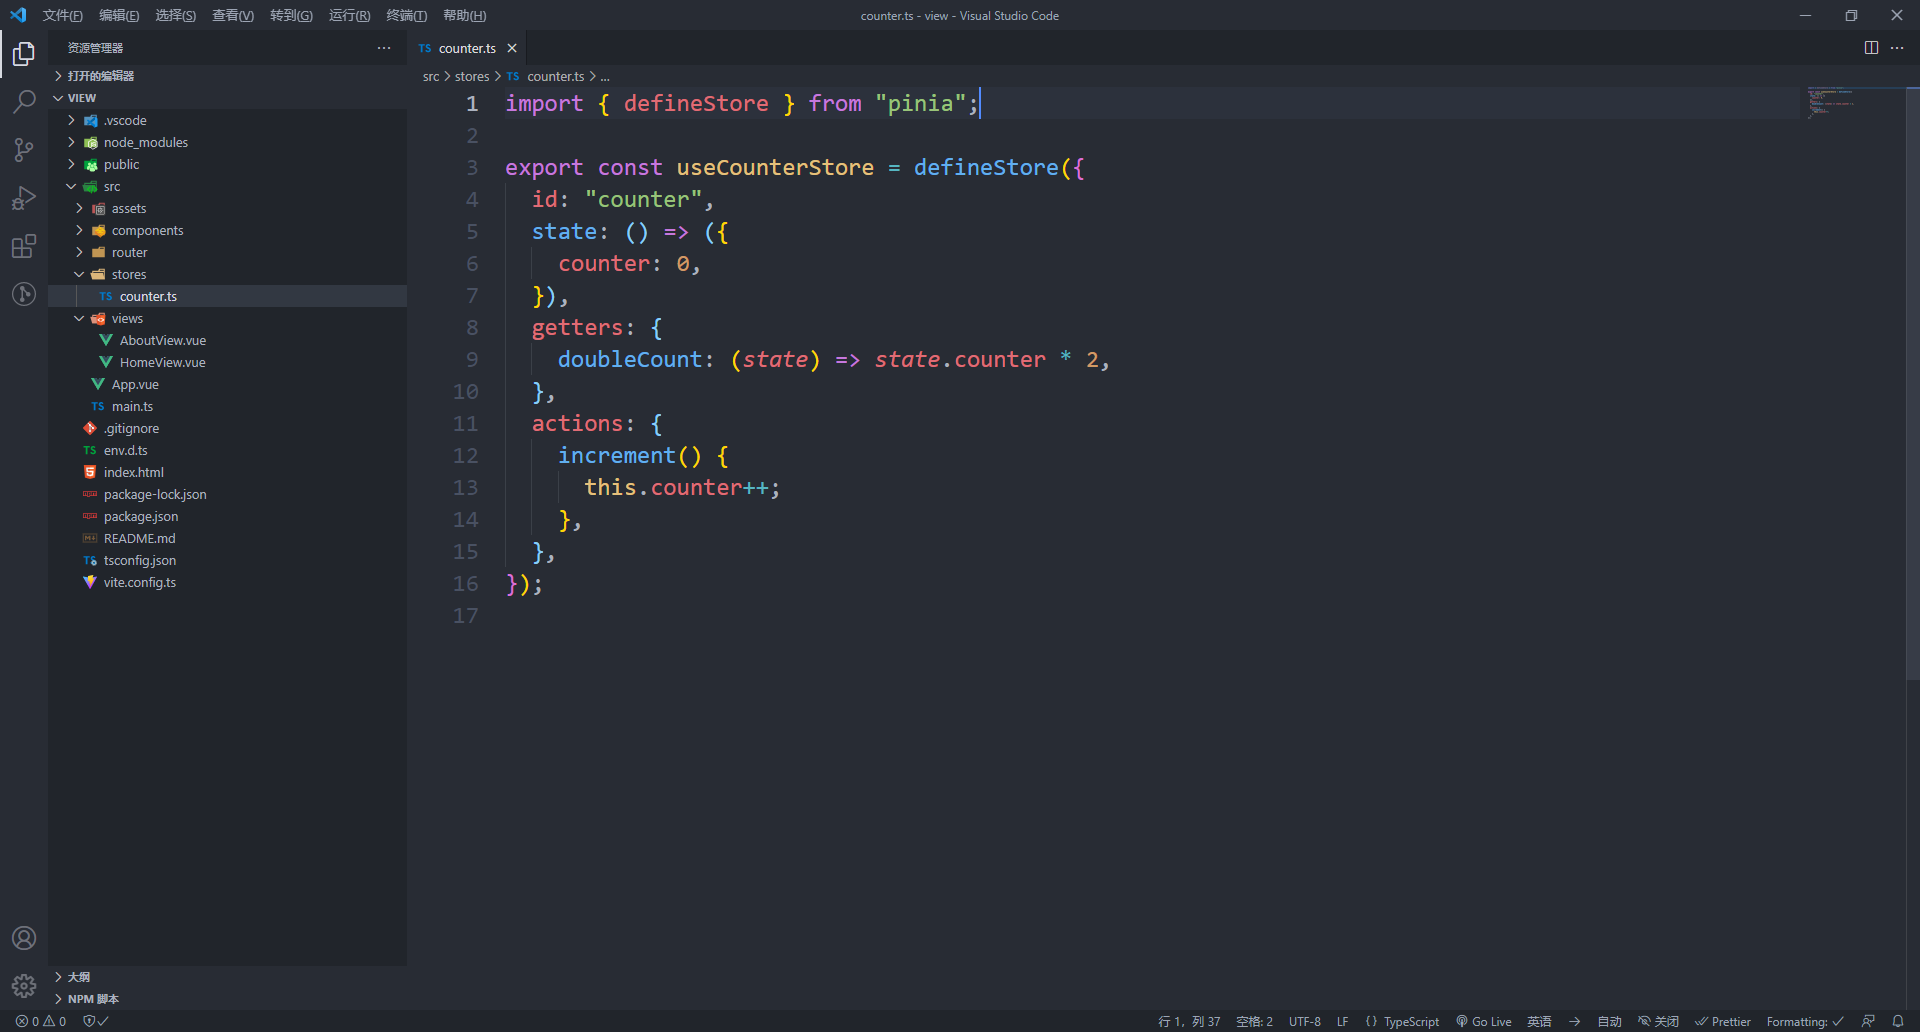 文件(F) 编辑(E) 选择(S) 查看(V) 转到(G) 运行(R) 终端(T) 帮助(H)
counter.ts - view - Visual Studio Code
资源管理器
打开的编辑器
VIEW
.vscode
node_modules
public
src
assets
components
router
stores
TS counter.ts
views
AboutView.vue
HomeView.vue
App.vue
TS main.ts
.gitignore
TS env.d.ts
index.html
package-lock.json
package.json
README.md
TS tsconfig.json
vite.config.ts
大纲
NPM 脚本
TS counter.ts
src > stores > TS counter.ts > ...
1 import { defineStore } from "pinia";
2
3 export const useCounterStore = defineStore({
4 id: "counter",
5 state: () => ({
6 counter: 0,
7 }),
8 getters: {
9 doubleCount: (state) => state.counter * 2,
10 },
11 actions: {
12 increment() {
13 this.counter++;
14 },
15 },
16 });
17
0 0
行 1，列 37 空格: 2 UTF-8 LF {} TypeScript Go Live 英语 → 自动 关闭 Prettier Formatting: ✓